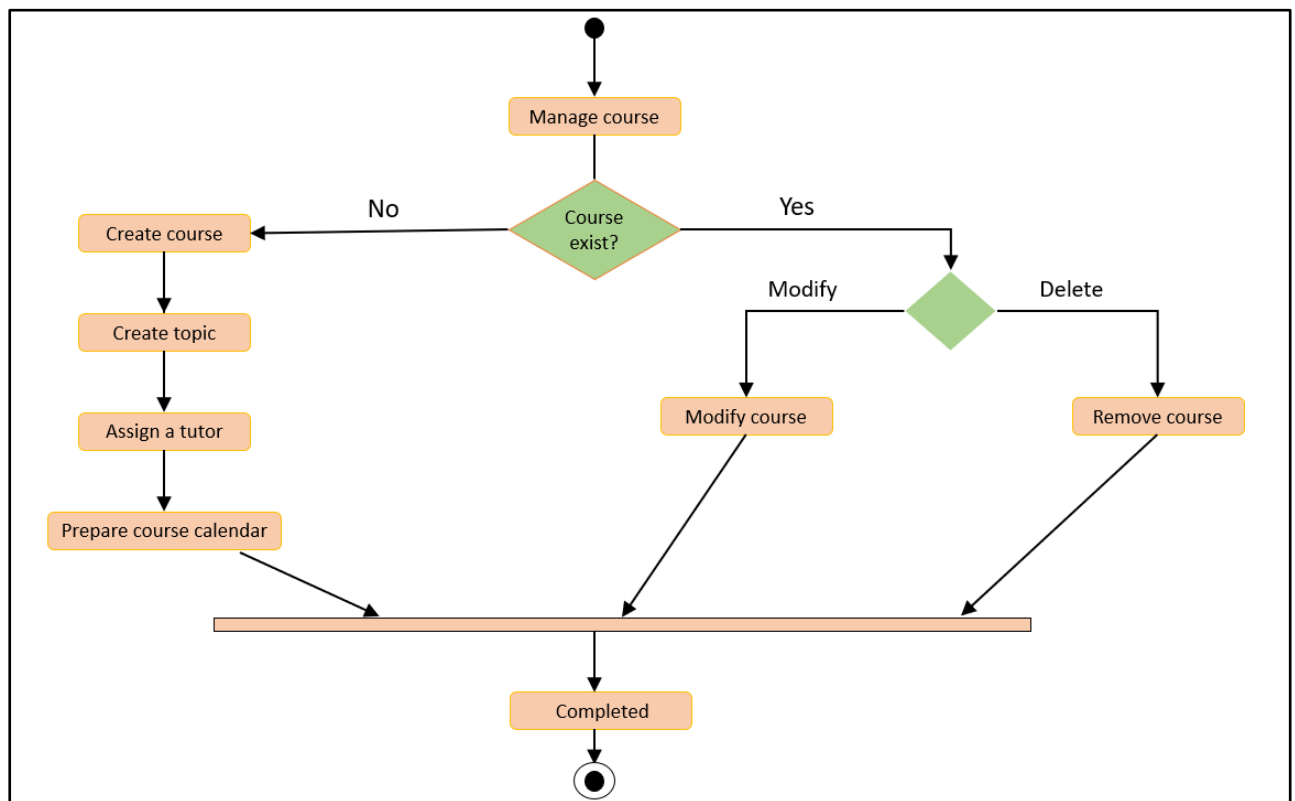 Manage course
No
Yes
Course
exist?
Create course
Modify
Delete
Create topic
Modify course
Remove course
Assign a tutor
Prepare course calendar
Completed